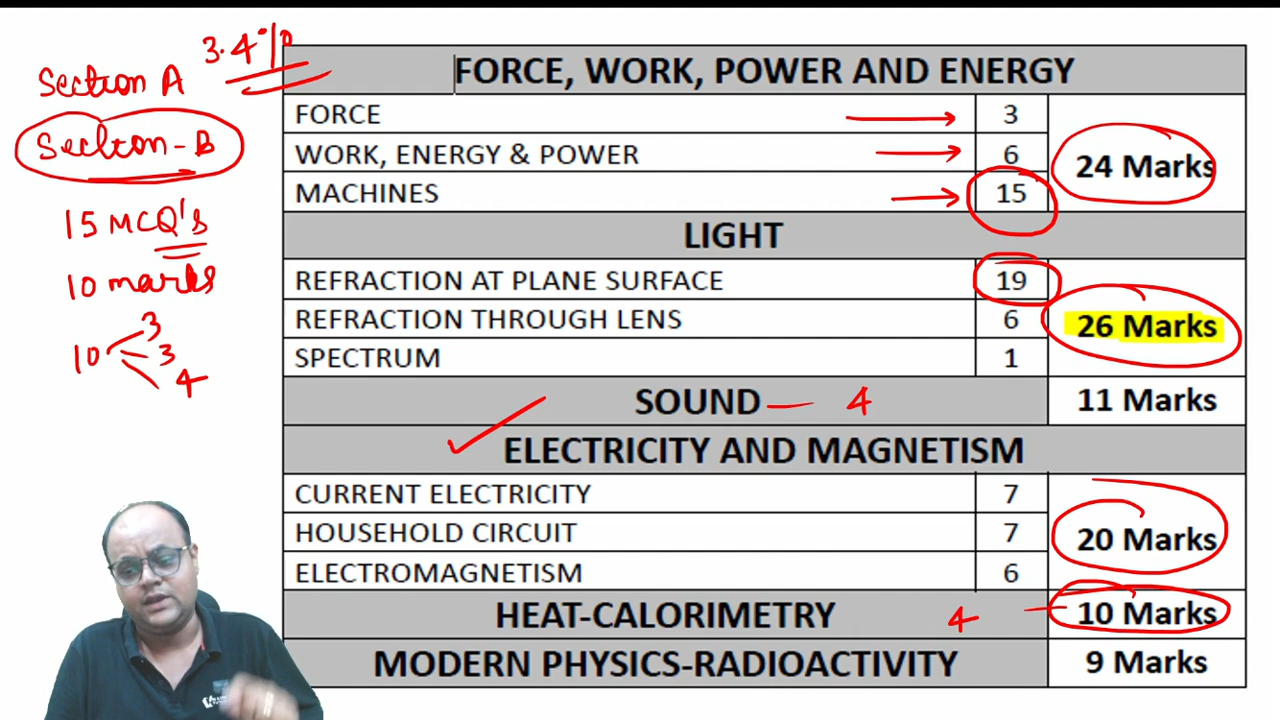 3.4%
Section A
Section-B
15 MCQ's
10 marks
10 3
3
4
FORCE, WORK, POWER AND ENERGY
FORCE 3
WORK, ENERGY & POWER 6
MACHINES 15
24 Marks
LIGHT
REFRACTION AT PLANE SURFACE 19
REFRACTION THROUGH LENS 6
SPECTRUM 1
26 Marks
SOUND — 4 11 Marks
ELECTRICITY AND MAGNETISM
CURRENT ELECTRICITY 7
HOUSEHOLD CIRCUIT 7
ELECTROMAGNETISM 6
20 Marks
HEAT-CALORIMETRY 4 10 Marks
MODERN PHYSICS-RADIOACTIVITY 9 Marks